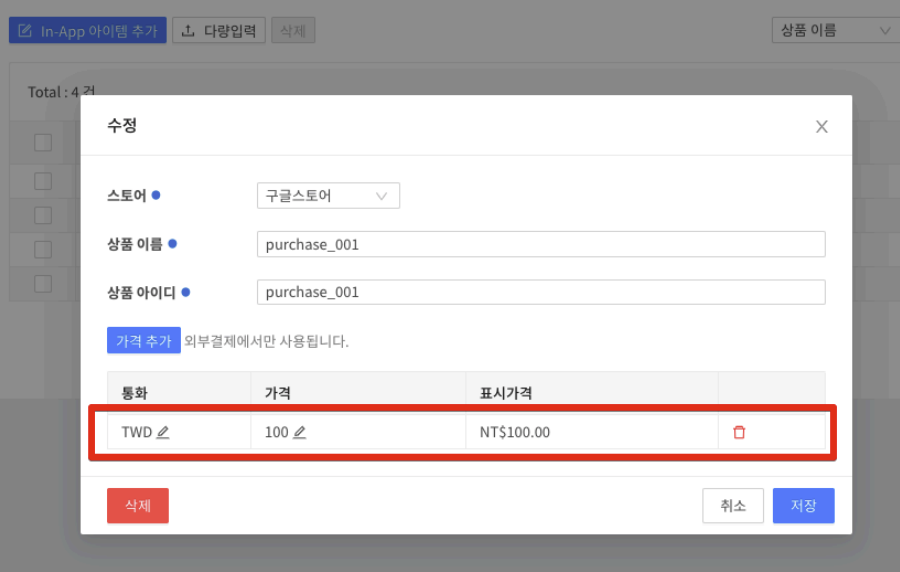 In-App 아이템 추가 다량입력 삭제 상품 이름
Total : 4 건
수정
스토어 구글스토어
상품 이름 purchase_001
상품 아이디 purchase_001
가격 추가 외부결제에서만 사용됩니다.
통화 가격 표시가격
TWD 100 NT$100.00
삭제 취소 저장